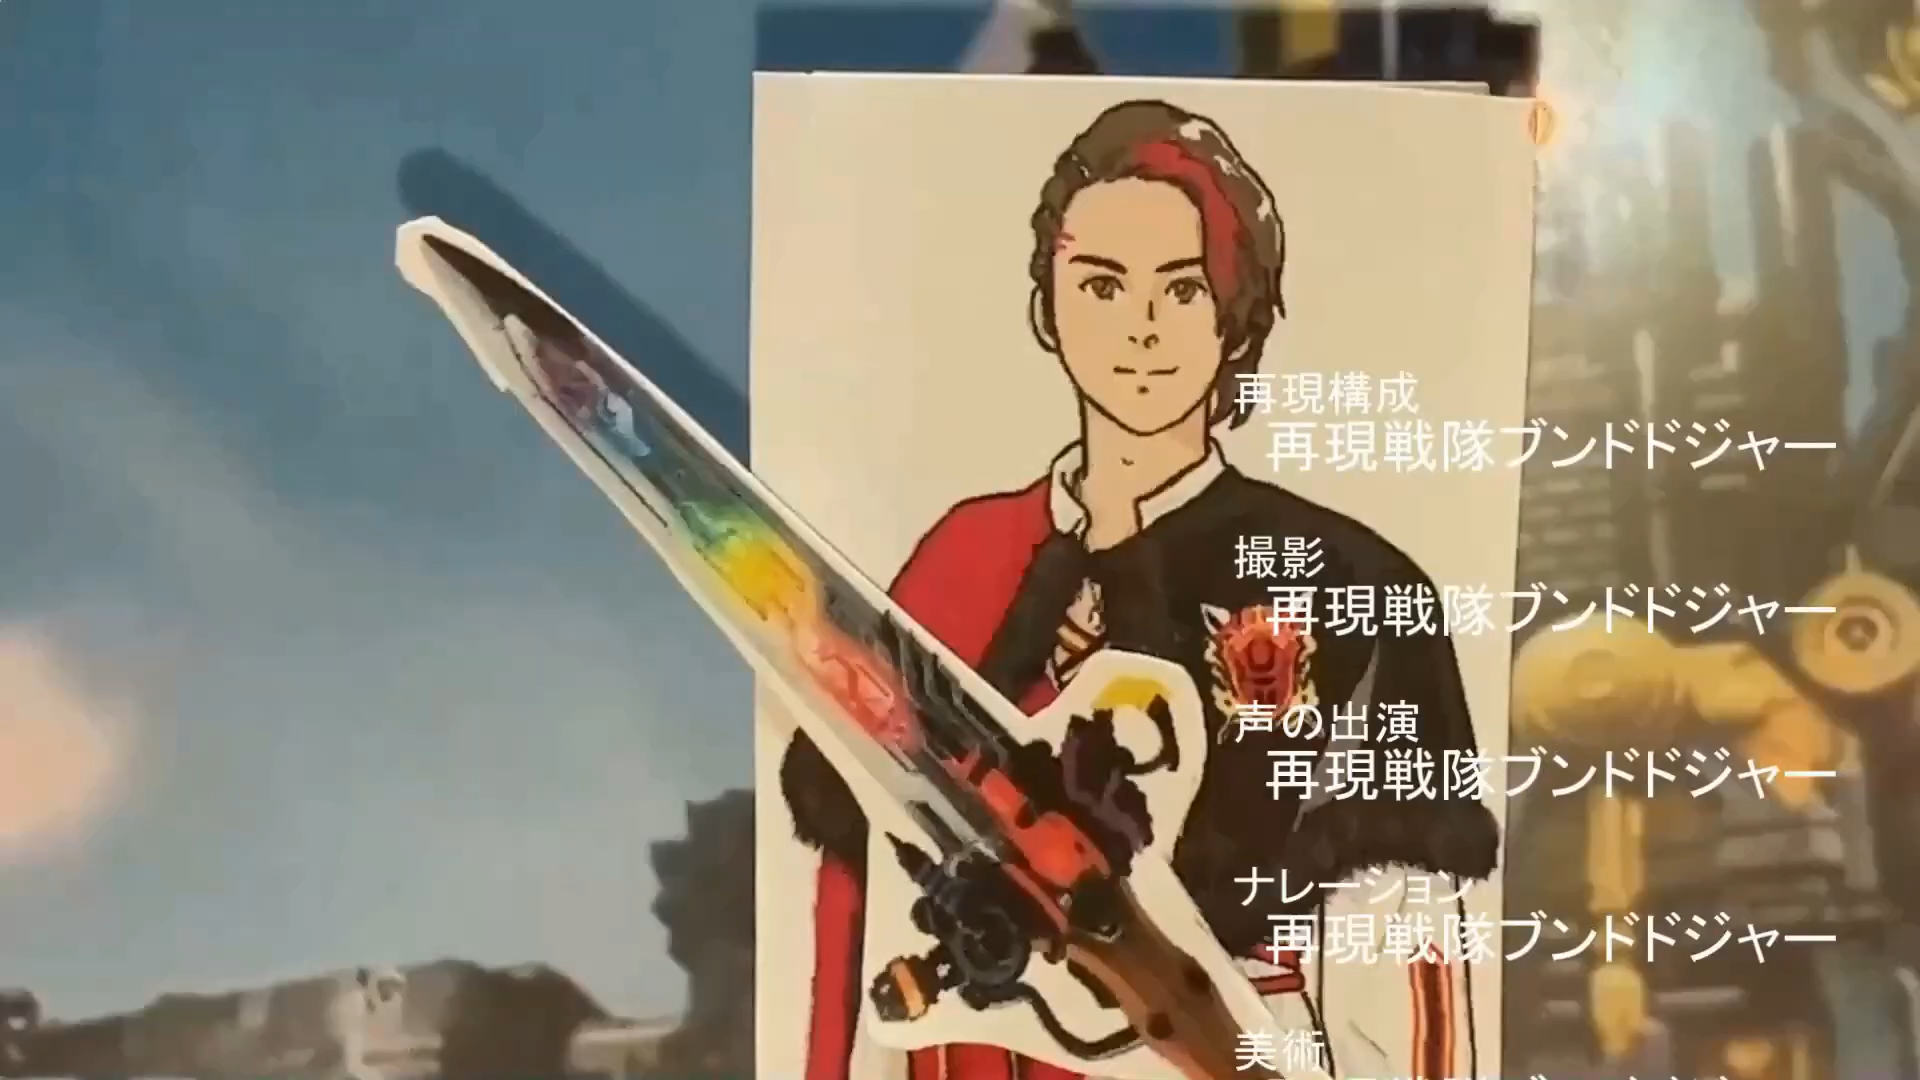 再現構成
再現戦隊ブンドドジャー
撮影
再現戦隊ブンドドジャー
声の出演
再現戦隊ブンドドジャー
ナレーション
再現戦隊ブンドドジャー
美術